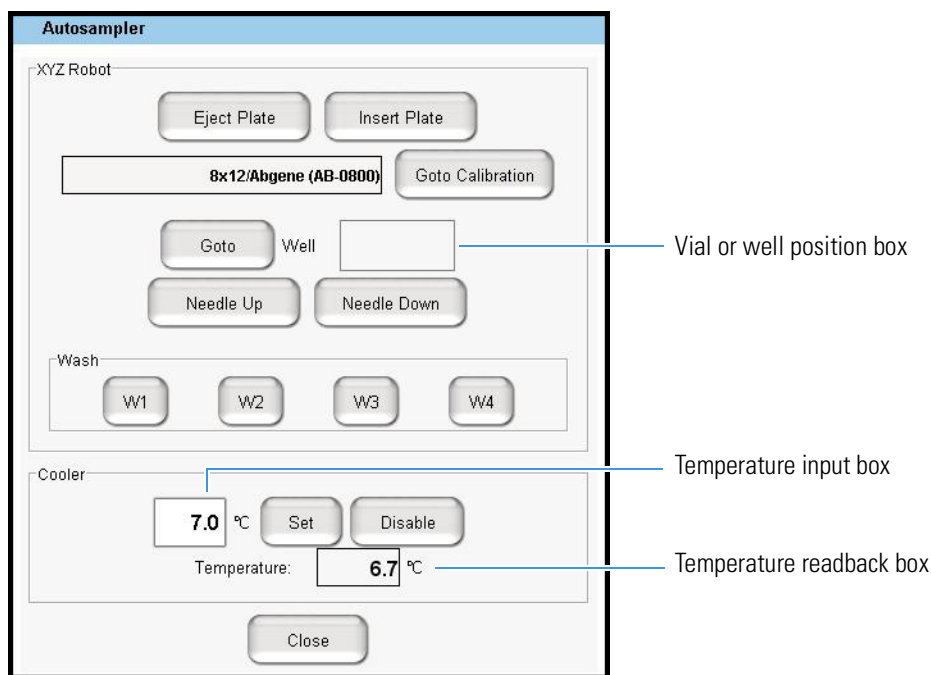 Autosampler
XYZ Robot
Eject Plate Insert Plate
8x12/Abgene (AB-0800) Goto Calibration
Goto Well
Vial or well position box
Needle Up Needle Down
Wash
W1 W2 W3 W4
Temperature input box
Cooler
7.0 °C Set Disable
Temperature: 6.7 °C
Temperature readback box
Close